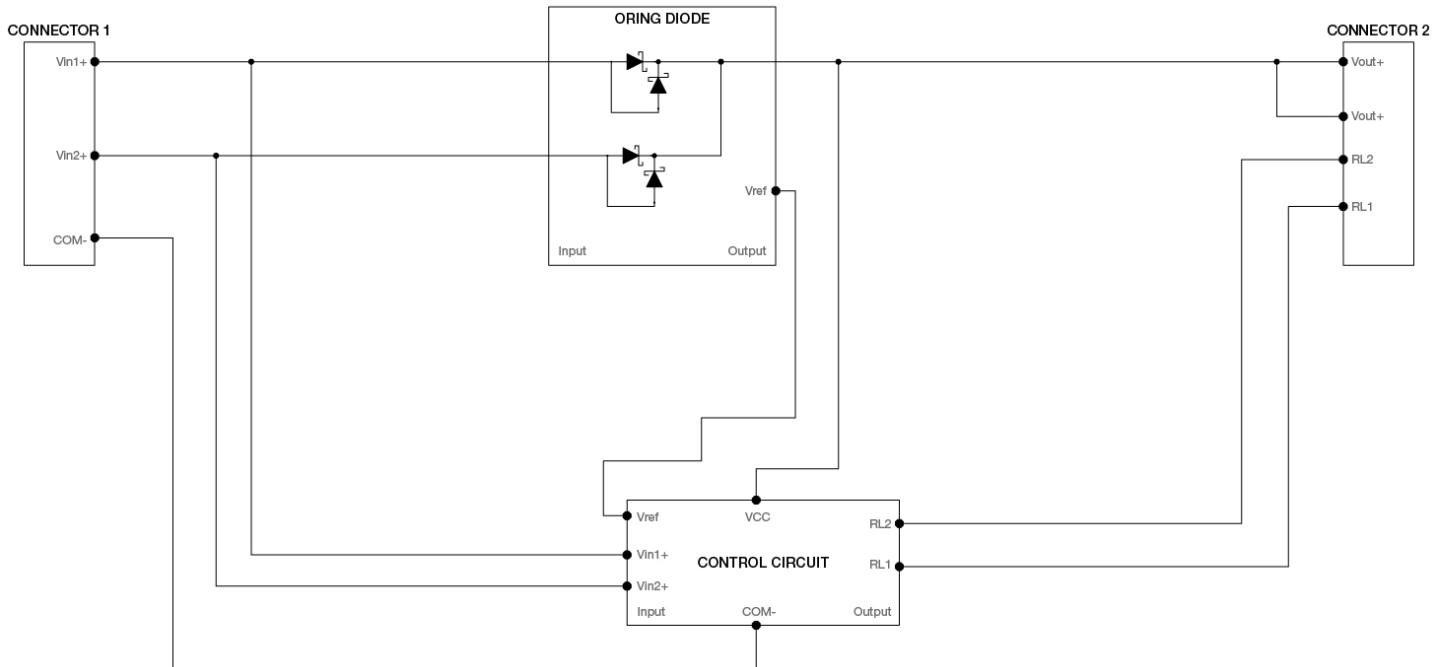 CONNECTOR 1
Vin1+
Vin2+
COM-
ORING DIODE
Vref
Input
Output
CONNECTOR 2
Vout+
Vout+
RL2
RL1
Vref
VCC
RL2
Vin1+
CONTROL CIRCUIT
RL1
Vin2+
Input
COM-
Output